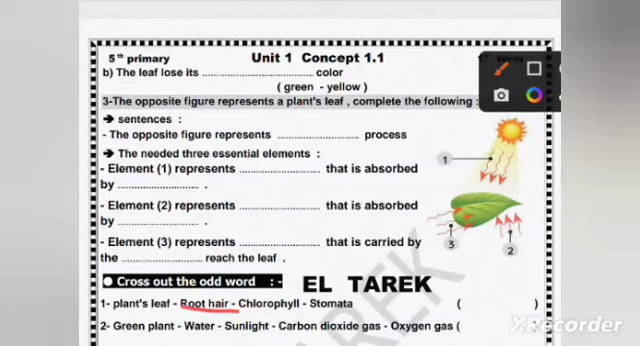 5th primary Unit 1 Concept 1.1 term
b) The leaf lose its ................................ color
( green - yellow )
3-The opposite figure represents a plant's leaf , complete the following :
➔ sentences :
- The opposite figure represents ........................ process
➔ The needed three essential elements :
- Element (1) represents ........................ that is absorbed
by ........................ .
- Element (2) represents ........................ that is absorbed
by ........................ .
- Element (3) represents ........................ that is carried by
the ........................ reach the leaf .
1
3
2
● Cross out the odd word : - EL TAREK
1- plant's leaf - Root hair - Chlorophyll - Stomata ( )
2- Green plant - Water - Sunlight - Carbon dioxide gas - Oxygen gas (
AREK
XRecorder